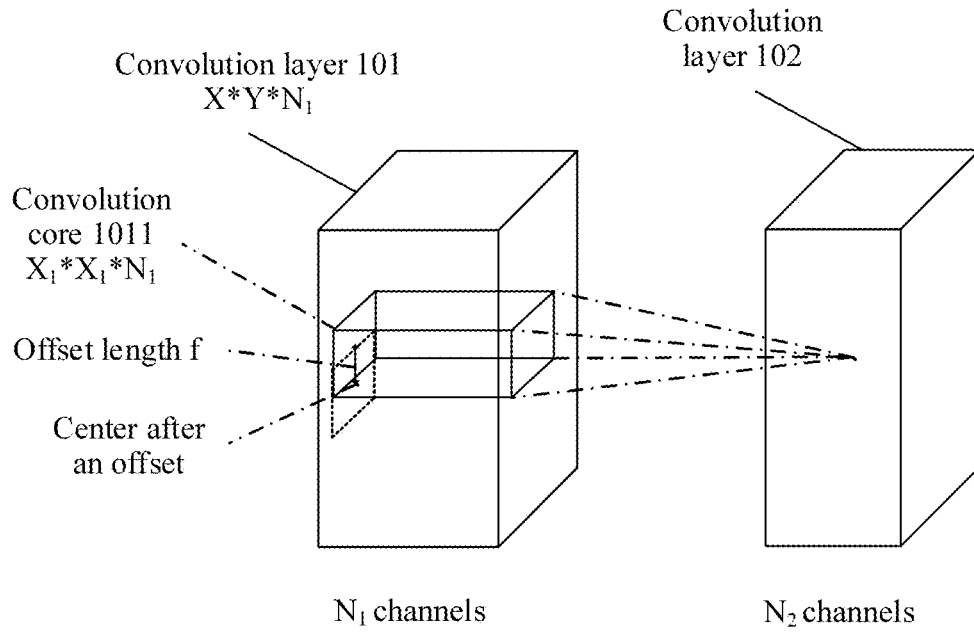 Convolution layer 101
X*Y*N₁
Convolution
layer 102
Convolution
core 1011
X₁*X₁*N₁
Offset length f
Center after
an offset
N₁ channels
N₂ channels